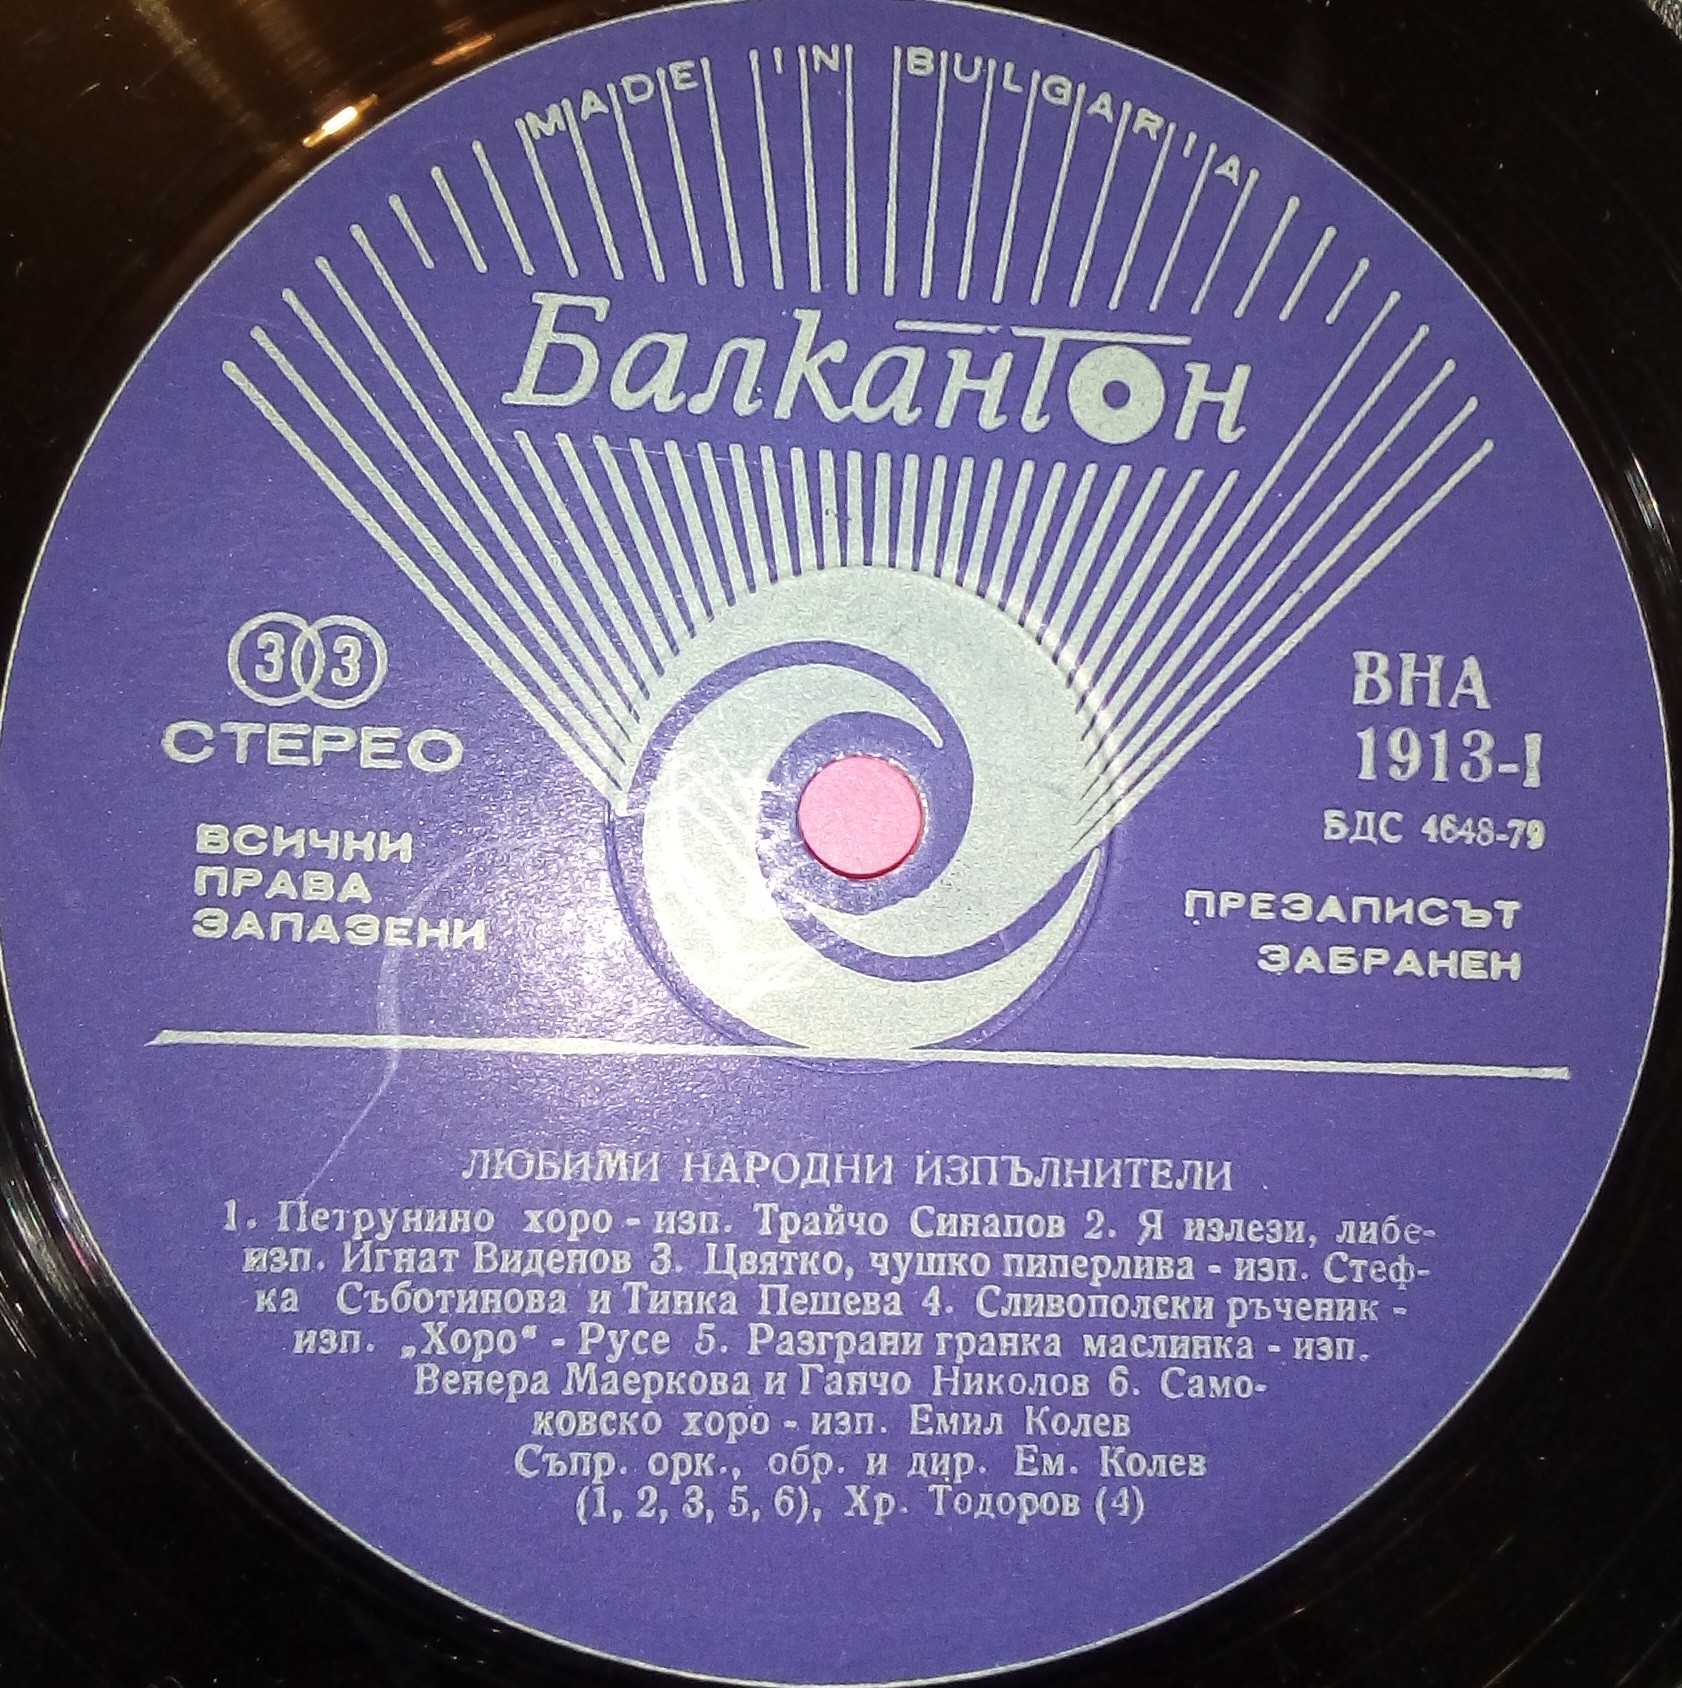 MADE IN BULGARIA
Балкантон
33
СТЕРЕО
ВСИЧКИ
ПРАВА
ЗАПАЗЕНИ
ВНА
1913-I
БДС 4648-79
ПРЕЗАПИСЪТ
ЗАБРАНЕН
ЛЮБИМИ НАРОДНИ ИЗПЪЛНИТЕЛИ
1. Петрунино хоро - изп. Трайчо Синапов 2. Я излези, либе-
изп. Игнат Виденов 3. Цвятко, чушко пиперлива - изп. Стеф-
ка Съботинова и Тинка Пешева 4. Сливополски ръченик -
изп. „Хоро“ - Русе 5. Разграни гранка маслинка - изп.
Венера Маеркова и Ганчо Николов 6. Само-
ковско хоро - изп. Емил Колев
Съпр. орк., обр. и дир. Ем. Колев
(1, 2, 3, 5, 6), Хр. Тодоров (4)